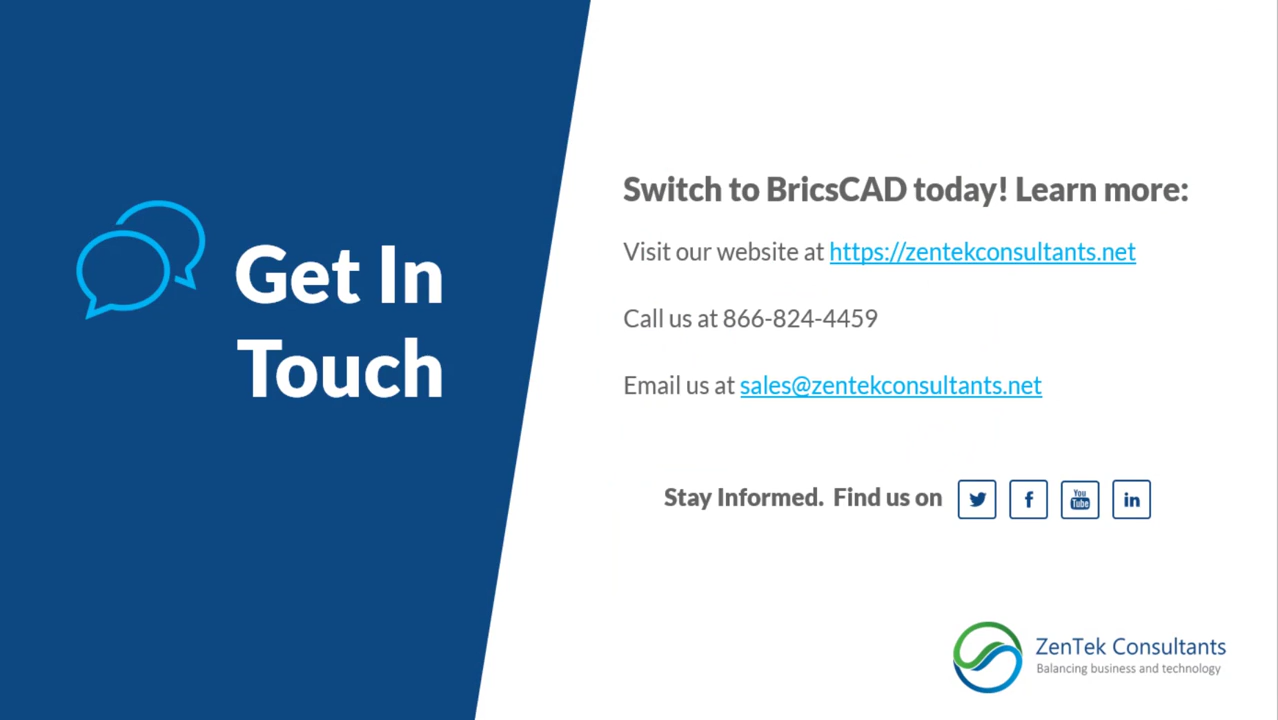 Get In
Touch
Switch to BricsCAD today! Learn more:
Visit our website at https://zentekconsultants.net
Call us at 866-824-4459
Email us at sales@zentekconsultants.net
Stay Informed. Find us on
You
Tube
in
ZenTek Consultants
Balancing business and technology